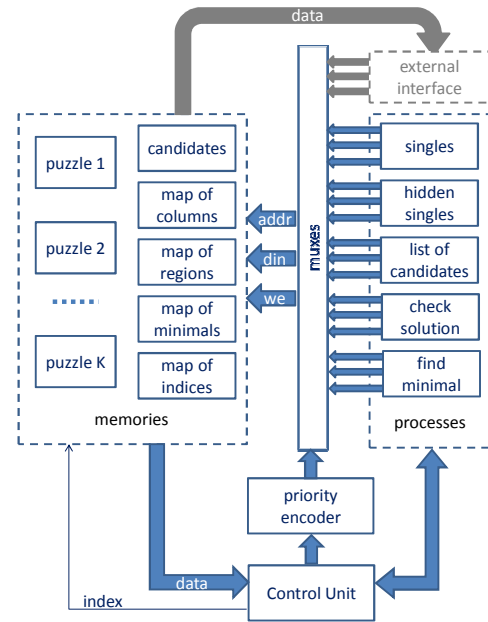 data
external
interface
puzzle 1
candidates
singles
map of
columns
hidden
singles
addr
muxes
puzzle 2
map of
regions
din
list of
candidates
map of
minimals
we
check
solution
puzzle K
map of
indices
find
minimal
memories
processes
priority
encoder
data
Control Unit
index